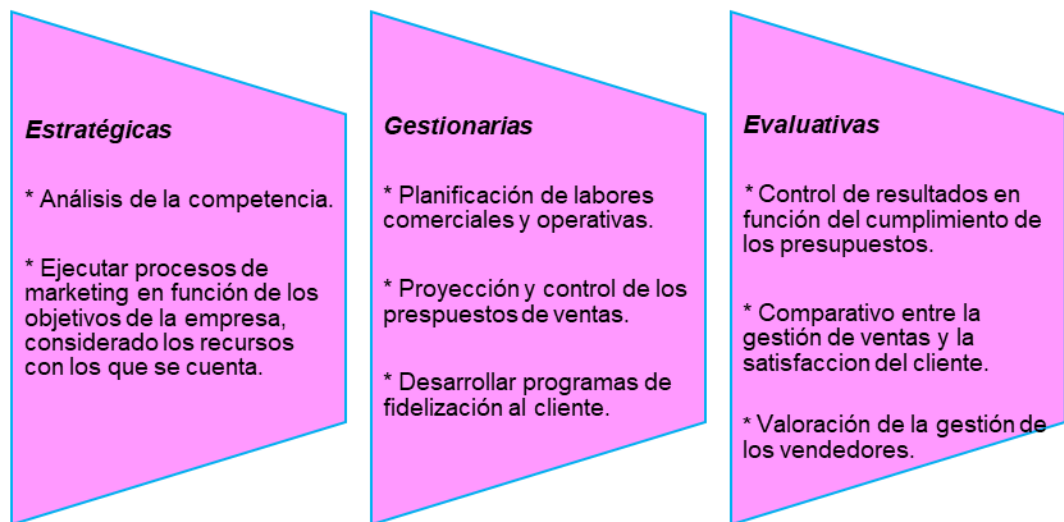 Estratégicas
* Análisis de la competencia.
* Ejecutar procesos de
marketing en función de los
objetivos de la empresa,
considerado los recursos
con los que se cuenta.
Gestionarias
* Planificación de labores
comerciales y operativas.
* Proyección y control de los
prespuestos de ventas.
* Desarrollar programas de
fidelización al cliente.
Evaluativas
* Control de resultados en
función del cumplimiento de
los presupuestos.
* Comparativo entre la
gestión de ventas y la
satisfaccion del cliente.
* Valoración de la gestión de
los vendedores.